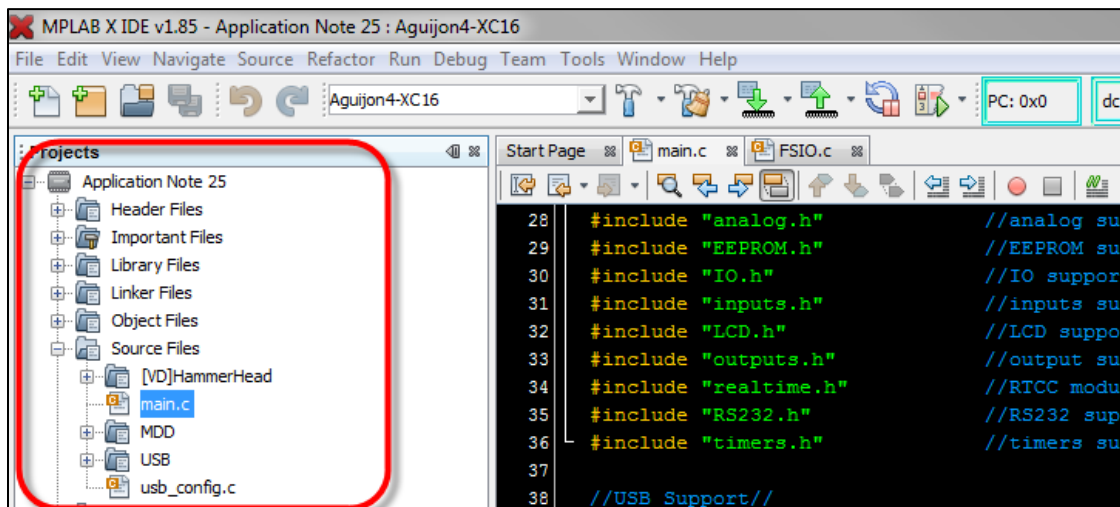 MPLAB X IDE v1.85 - Application Note 25 : Aguijon4-XC16
File Edit View Navigate Source Refactor Run Debug Team Tools Window Help
Aguijon4-XC16
PC: 0x0
dc
Projects
Application Note 25
Header Files
Important Files
Library Files
Linker Files
Object Files
Source Files
[VD]HammerHead
main.c
MDD
USB
usb_config.c
Start Page main.c FSIO.c
28 #include "analog.h" //analog su
29 #include "EEPROM.h" //EEPROM su
30 #include "IO.h" //IO suppor
31 #include "inputs.h" //inputs su
32 #include "LCD.h" //LCD suppo
33 #include "outputs.h" //output su
34 #include "realtime.h" //RTCC modu
35 #include "RS232.h" //RS232 sup
36 #include "timers.h" //timers su
37
38 //USB Support//